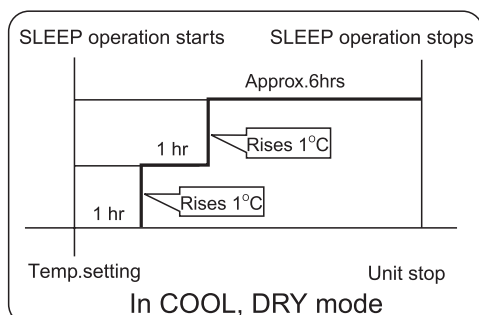 SLEEP operation starts SLEEP operation stops
Approx.6hrs
1 hr
Rises 1°C
1 hr
Rises 1°C
Temp.setting
Unit stop
In COOL, DRY mode